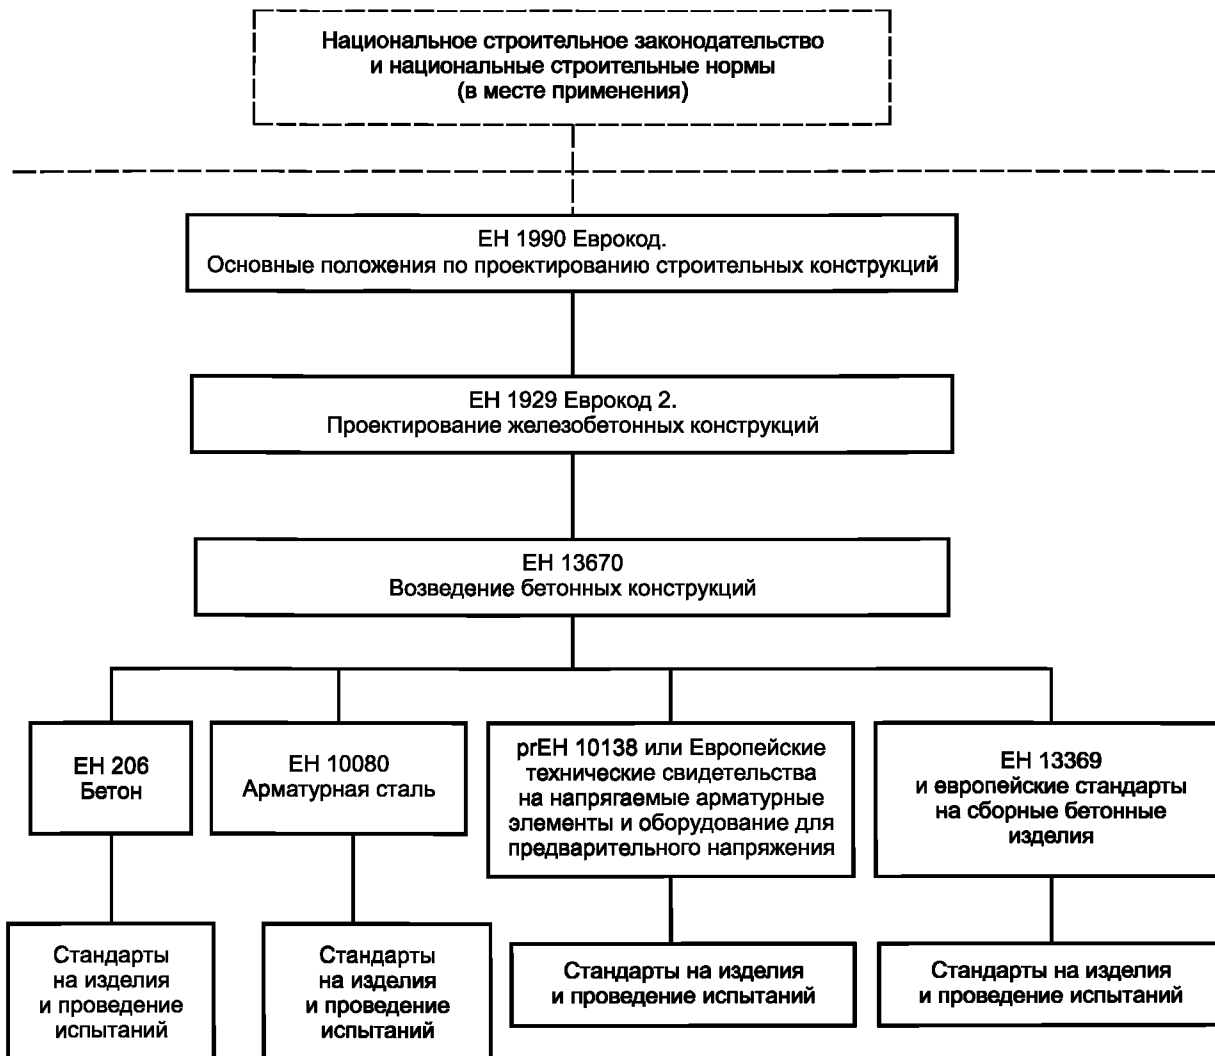 Национальное строительное законодательство
и национальные строительные нормы
(в месте применения)
ЕН 1990 Еврокод.
Основные положения по проектированию строительных конструкций
ЕН 1929 Еврокод 2.
Проектирование железобетонных конструкций
ЕН 13670
Возведение бетонных конструкций
ЕН 206
Бетон
ЕН 10080
Арматурная сталь
prЕН 10138 или Европейские
технические свидетельства
на напрягаемые арматурные
элементы и оборудование для
предварительного напряжения
ЕН 13369
и европейские стандарты
на сборные бетонные
изделия
Стандарты
на изделия
и проведение
испытаний
Стандарты
на изделия
и проведение
испытаний
Стандарты на изделия
и проведение испытаний
Стандарты на изделия
и проведение испытаний